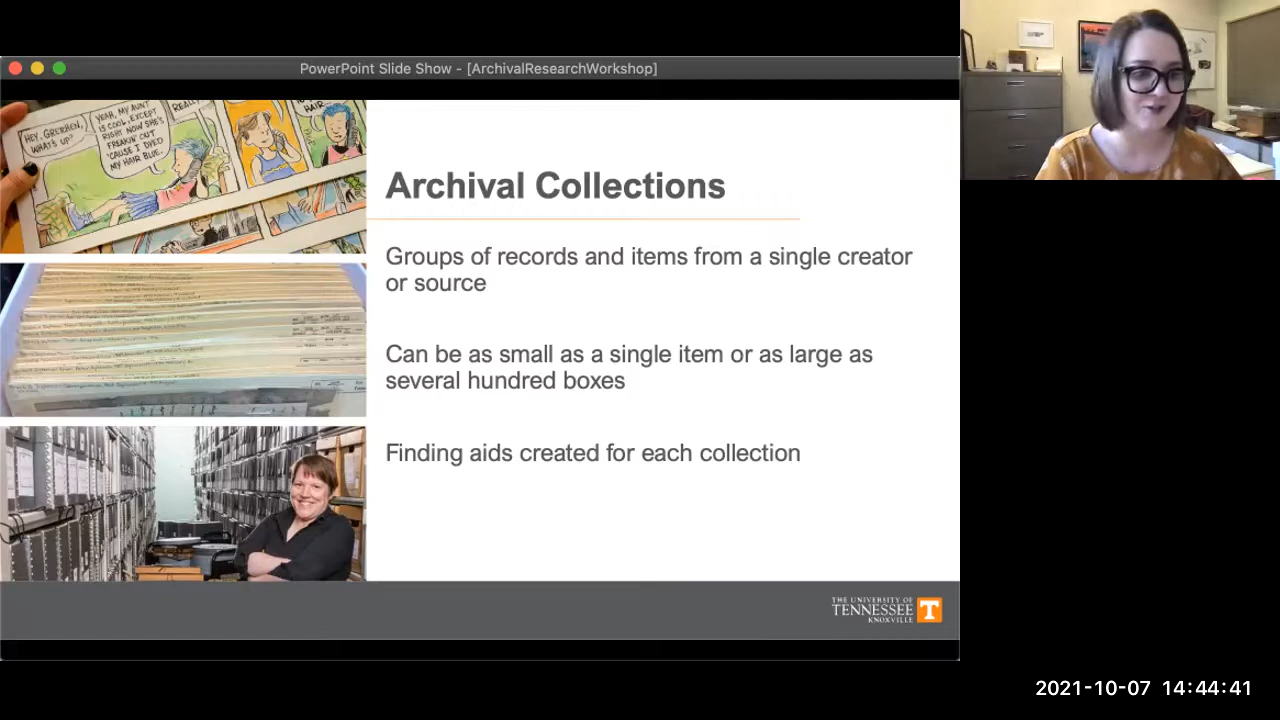 PowerPoint Slide Show - [ArchivalResearchWorkshop]
HEY, GRETCHEN,
WHAT'S UP?
YEAH, MY AUNT
IS COOL, EXCEPT
RIGHT NOW SHE'S
FREAKIN' OUT
'CAUSE I DYED
MY HAIR BLUE.
REALLY
HAIR
Archival Collections
Groups of records and items from a single creator
or source
Can be as small as a single item or as large as
several hundred boxes
Finding aids created for each collection
THE UNIVERSITY OF
TENNESSEE
KNOXVILLE
T
2021-10-07 14:44:41